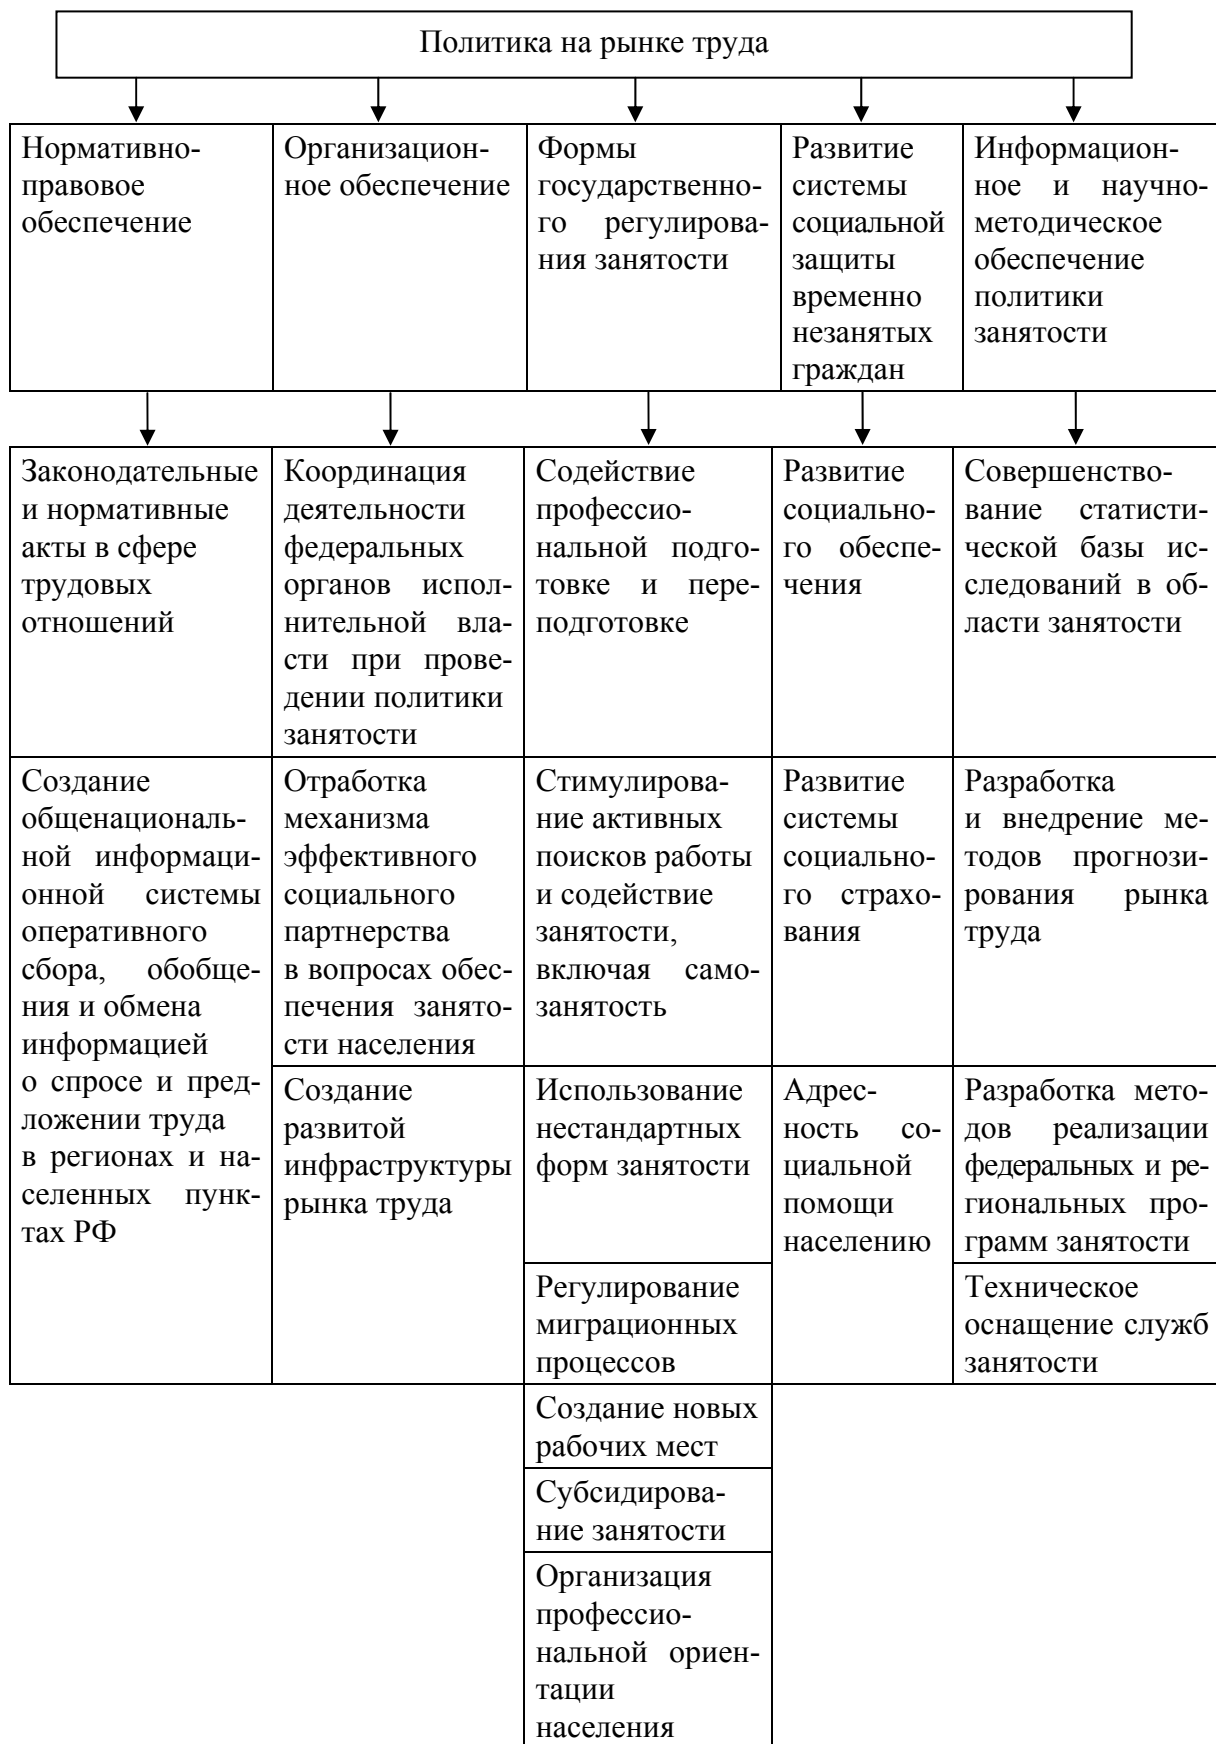 Политика на рынке труда
Нормативно-
правовое
обеспечение
Организацион-
ное обеспечение
Формы
государственно-
го регулирова-
ния занятости
Развитие
системы
социальной
защиты
временно
незанятых
граждан
Информацион-
ное и научно-
методическое
обеспечение
политики
занятости
Законодательные
и нормативные
акты в сфере
трудовых
отношений
Координация
деятельности
федеральных
органов испол-
нительной вла-
сти при прове-
дении политики
занятости
Содействие
профессио-
нальной подго-
товке и пере-
подготовке
Развитие
социально-
го обеспе-
чения
Совершенство-
вание статисти-
ческой базы ис-
следований в об-
ласти занятости
Создание
общенациональ-
ной информаци-
онной системы
оперативного
сбора, обобще-
ния и обмена
информацией
о спросе и пред-
ложении труда
в регионах и на-
селенных пунк-
тах РФ
Отработка
механизма
эффективного
социального
партнерства
в вопросах обес-
печения занято-
сти населения
Стимулирова-
ние активных
поисков работы
и содействие
занятости,
включая само-
занятость
Развитие
системы
социально-
го страхо-
вания
Разработка
и внедрение ме-
тодов прогнози-
рования рынка
труда
Создание
развитой
инфраструктуры
рынка труда
Использование
нестандартных
форм занятости
Адрес-
ность со-
циальной
помощи
населению
Разработка мето-
дов реализации
федеральных и ре-
гиональных про-
грамм занятости
Регулирование
миграционных
процессов
Техническое
оснащение служб
занятости
Создание новых
рабочих мест
Субсидирова-
ние занятости
Организация
профессио-
нальной ориен-
тации
населения